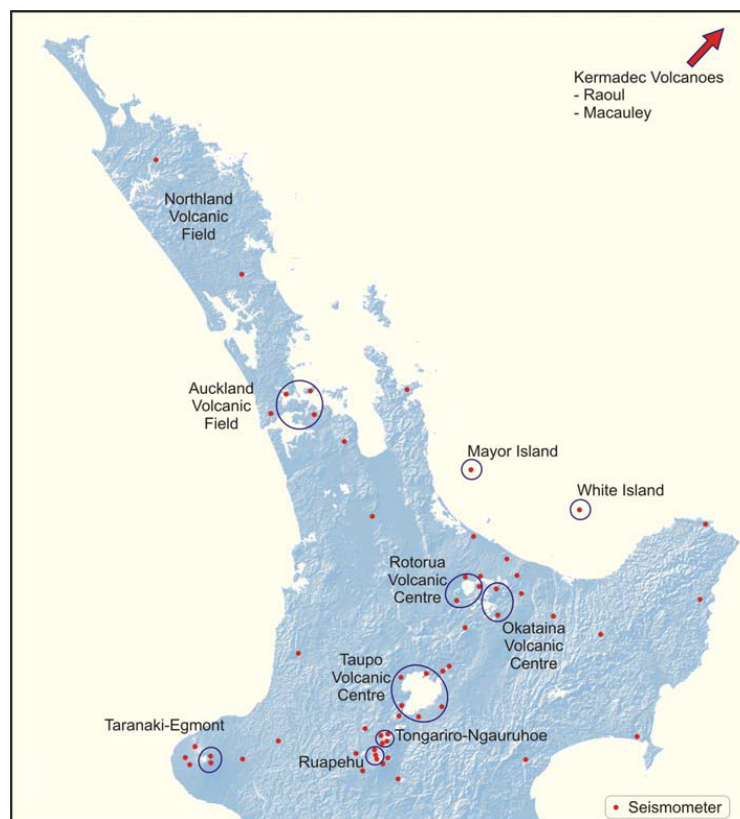 Kermadec Volcanoes
- Raoul
- Macauley
Northland
Volcanic
Field
Auckland
Volcanic
Field
Mayor Island
White Island
Rotorua
Volcanic
Centre
Okataina
Volcanic
Centre
Taupo
Volcanic
Centre
Taranaki-Egmont
Tongariro-Ngauruhoe
Ruapehu
Seismometer